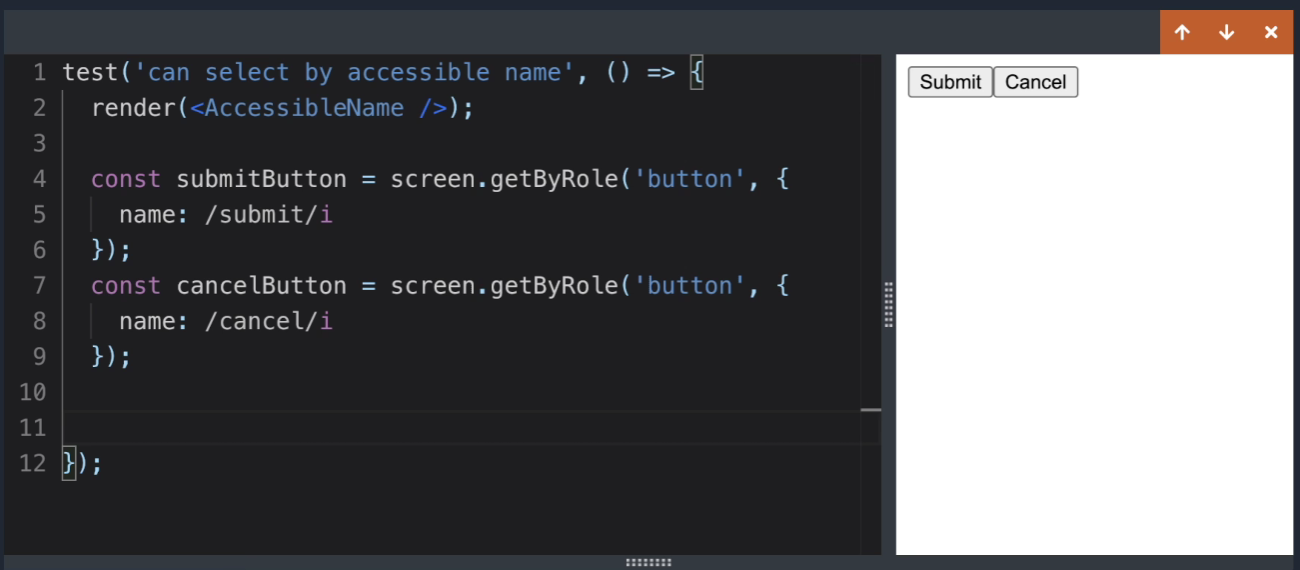 1 test('can select by accessible name', () => {
2   render(<AccessibleName />);
3
4   const submitButton = screen.getByRole('button', {
5     name: /submit/i
6   });
7   const cancelButton = screen.getByRole('button', {
8     name: /cancel/i
9   });
10
11
12 });
Submit Cancel